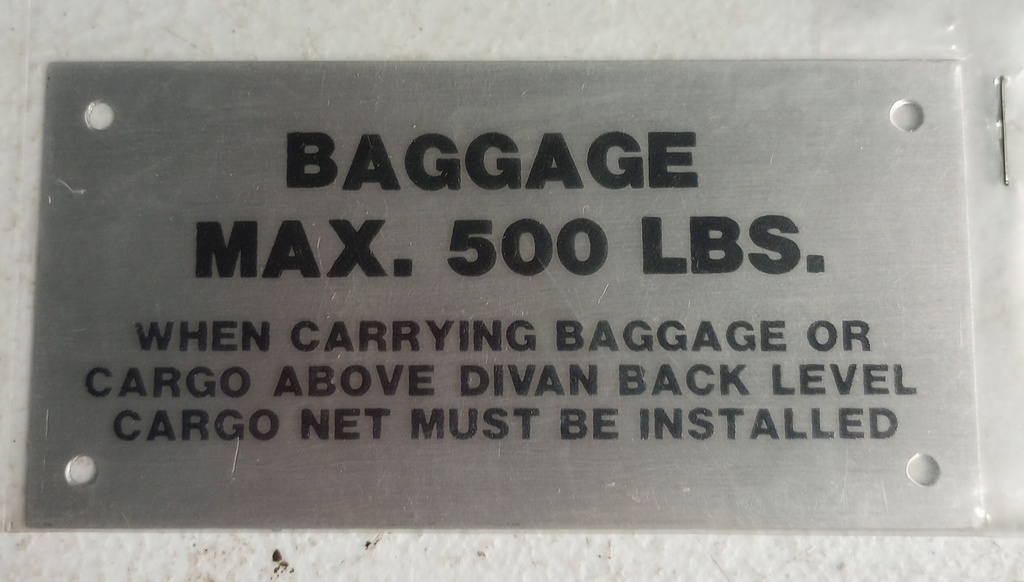 BAGGAGE
MAX. 500 LBS.
WHEN CARRYING BAGGAGE OR
CARGO ABOVE DIVAN BACK LEVEL
CARGO NET MUST BE INSTALLED